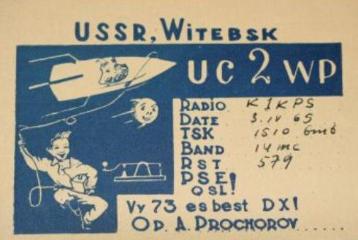 USSR, WITEBSK
UC 2 WP
RADIO K1KPS
DATE 3.IV 65
TSK 1510 GMT
BAND 14 MC
RST 579
PSE QSL!
Vy 73 es best DX!
OP. A. PROCHOROV